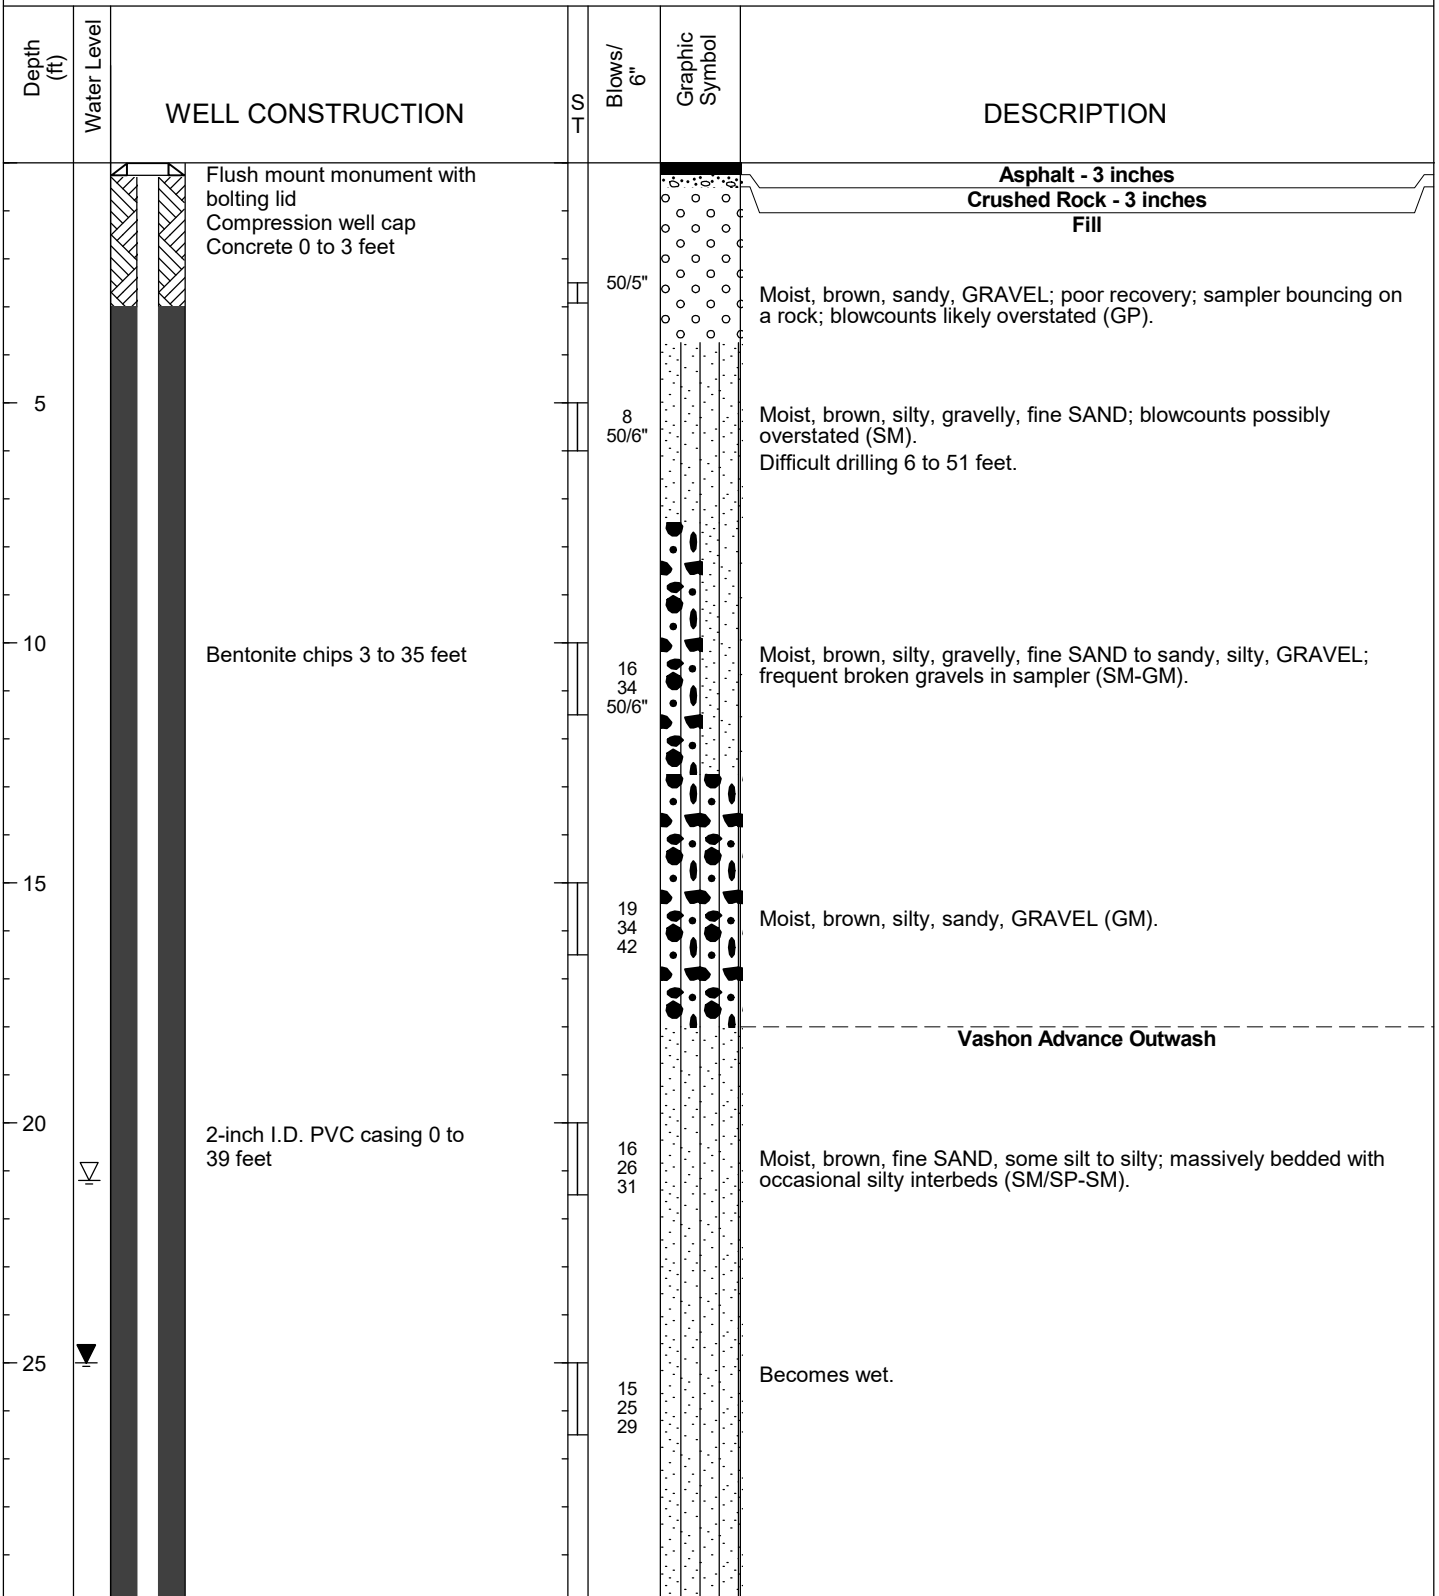 Depth
(ft)
Water Level
WELL CONSTRUCTION
S
T
Blows/
6"
Graphic
Symbol
DESCRIPTION
Flush mount monument with
bolting lid
Compression well cap
Concrete 0 to 3 feet
Asphalt - 3 inches
Crushed Rock - 3 inches
Fill
50/5"
Moist, brown, sandy, GRAVEL; poor recovery; sampler bouncing on
a rock; blowcounts likely overstated (GP).
5
8
50/6"
Moist, brown, silty, gravelly, fine SAND; blowcounts possibly
overstated (SM).
Difficult drilling 6 to 51 feet.
10
Bentonite chips 3 to 35 feet
16
34
50/6"
Moist, brown, silty, gravelly, fine SAND to sandy, silty, GRAVEL;
frequent broken gravels in sampler (SM-GM).
15
19
34
42
Moist, brown, silty, sandy, GRAVEL (GM).
Vashon Advance Outwash
20
2-inch I.D. PVC casing 0 to
39 feet
16
26
31
Moist, brown, fine SAND, some silt to silty; massively bedded with
occasional silty interbeds (SM/SP-SM).
25
15
25
29
Becomes wet.